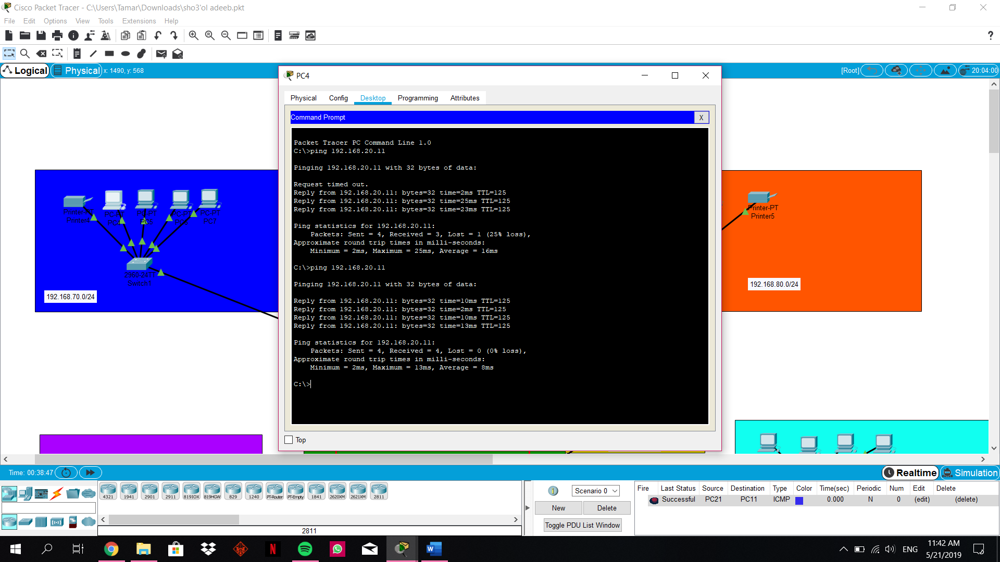 Cisco Packet Tracer - C:\Users\Tamar\Downloads\sho3'ol adeeb.pkt
File Edit Options View Tools Extensions Help
?
Logical Physical x: 1490, y: 568
[Root] 20:04:00
PC4
Physical Config Desktop Programming Attributes
Command Prompt X
Packet Tracer PC Command Line 1.0
C:\>ping 192.168.20.11
Pinging 192.168.20.11 with 32 bytes of data:
Request timed out.
Reply from 192.168.20.11: bytes=32 time=2ms TTL=125
Reply from 192.168.20.11: bytes=32 time=25ms TTL=125
Reply from 192.168.20.11: bytes=32 time=23ms TTL=125
Ping statistics for 192.168.20.11:
Packets: Sent = 4, Received = 3, Lost = 1 (25% loss),
Approximate round trip times in milli-seconds:
Minimum = 2ms, Maximum = 25ms, Average = 16ms
C:\>ping 192.168.20.11
Pinging 192.168.20.11 with 32 bytes of data:
Reply from 192.168.20.11: bytes=32 time=10ms TTL=125
Reply from 192.168.20.11: bytes=32 time=2ms TTL=125
Reply from 192.168.20.11: bytes=32 time=10ms TTL=125
Reply from 192.168.20.11: bytes=32 time=13ms TTL=125
Ping statistics for 192.168.20.11:
Packets: Sent = 4, Received = 4, Lost = 0 (0% loss),
Approximate round trip times in milli-seconds:
Minimum = 2ms, Maximum = 13ms, Average = 8ms
C:\>
Top
Printer-PT PC-PT PC-PT PC-PT PC-PT
Printer4 PC4 PC5 PC6 PC7
2960-24TT
Switch1
192.168.70.0/24
Printer-PT
Printer5
192.168.80.0/24
Time: 00:38:47
Realtime Simulation
4321 1941 2901 2911 819IOX 819HGW 829 1240 PT-Router PT-Empty 1841 2620XM 2621XM 2811
2811
Scenario 0
New Delete
Toggle PDU List Window
Fire Last Status Source Destination Type Color Time(sec) Periodic Num Edit Delete
Successful PC21 PC11 ICMP 0.000 N 0 (edit) (delete)
ENG
11:42 AM
5/21/2019